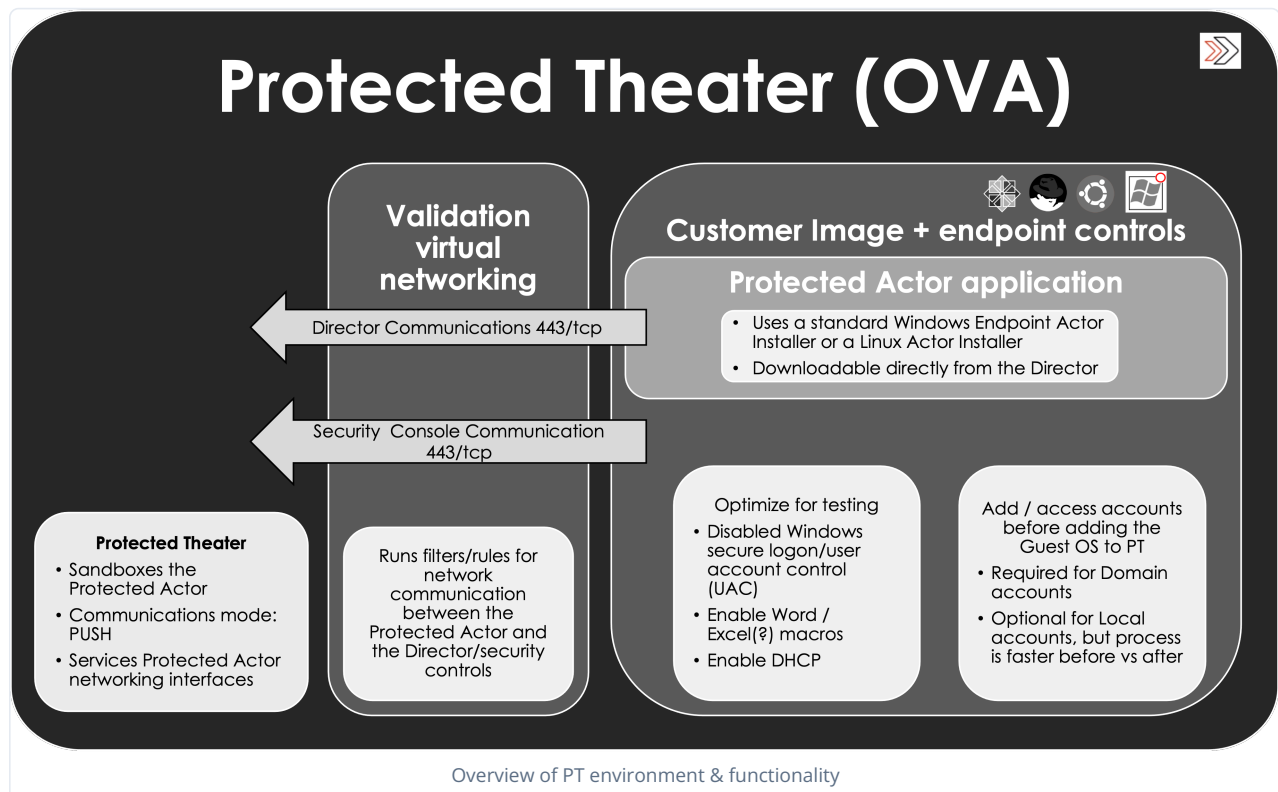 Protected Theater (OVA)
Validation
virtual
networking
Customer Image + endpoint controls
Protected Actor application
• Uses a standard Windows Endpoint Actor
Installer or a Linux Actor Installer
• Downloadable directly from the Director
Director Communications 443/tcp
Security Console Communication
443/tcp
Protected Theater
• Sandboxes the
Protected Actor
• Communications mode:
PUSH
• Services Protected Actor
networking interfaces
Runs filters/rules for
network
communication
between the
Protected Actor and
the Director/security
controls
Optimize for testing
• Disabled Windows
secure logon/user
account control
(UAC)
• Enable Word /
Excel(?) macros
• Enable DHCP
Add / access accounts
before adding the
Guest OS to PT
• Required for Domain
accounts
• Optional for Local
accounts, but process
is faster before vs after
Overview of PT environment & functionality